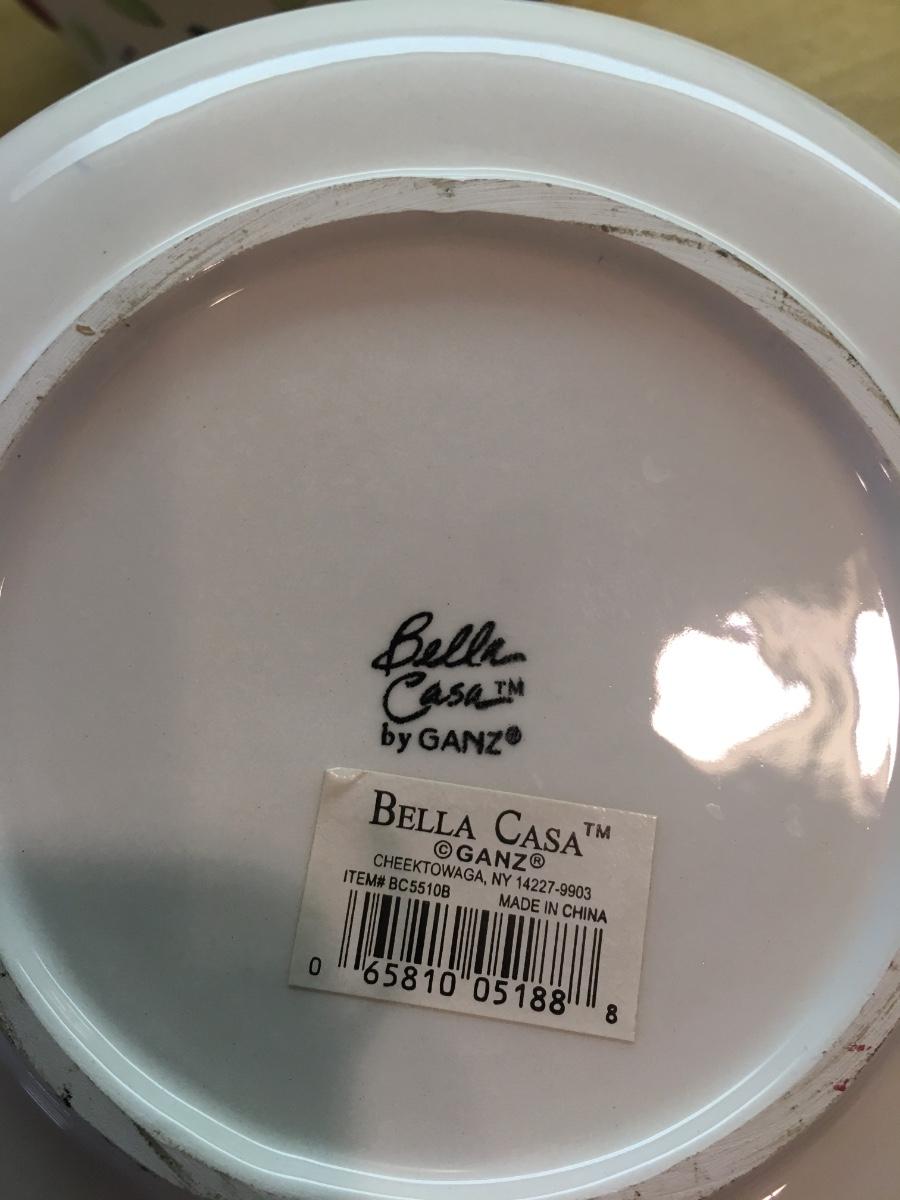 Bella
Casa™
by GANZ®
BELLA CASA™
©GANZ®
CHEEKTOWAGA, NY 14227-9903
ITEM# BC5510B
MADE IN CHINA
0 65810 05188 8